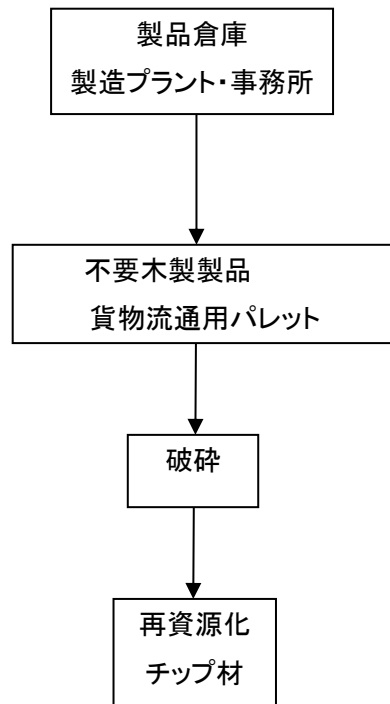 製品倉庫
製造プラント・事務所
不要木製製品
貨物流通用パレット
破砕
再資源化
チップ材